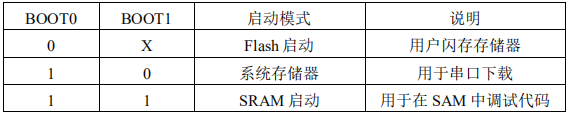 BOOT0 BOOT1 启动模式 说明
0 X Flash 启动 用户闪存存储器
1 0 系统存储器 用于串口下载
1 1 SRAM 启动 用于在 SAM 中调试代码